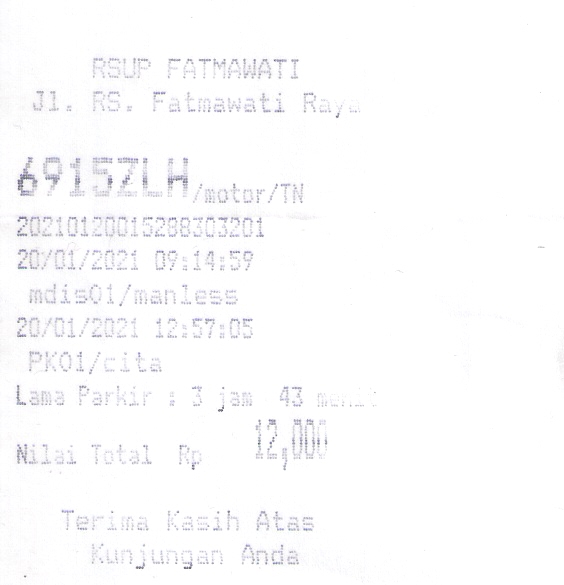 RSUP FATMAWATI
Jl. RS. Fatmawati Raya
6915ZLH/motor/TN
20210120015288303201
20/01/2021 09:14:59
mdis01/manless
20/01/2021 12:57:05
PK01/cita
Lama Parkir : 3 jam 43 menit
Nilai Total Rp 12,000
Terima Kasih Atas
Kunjungan Anda